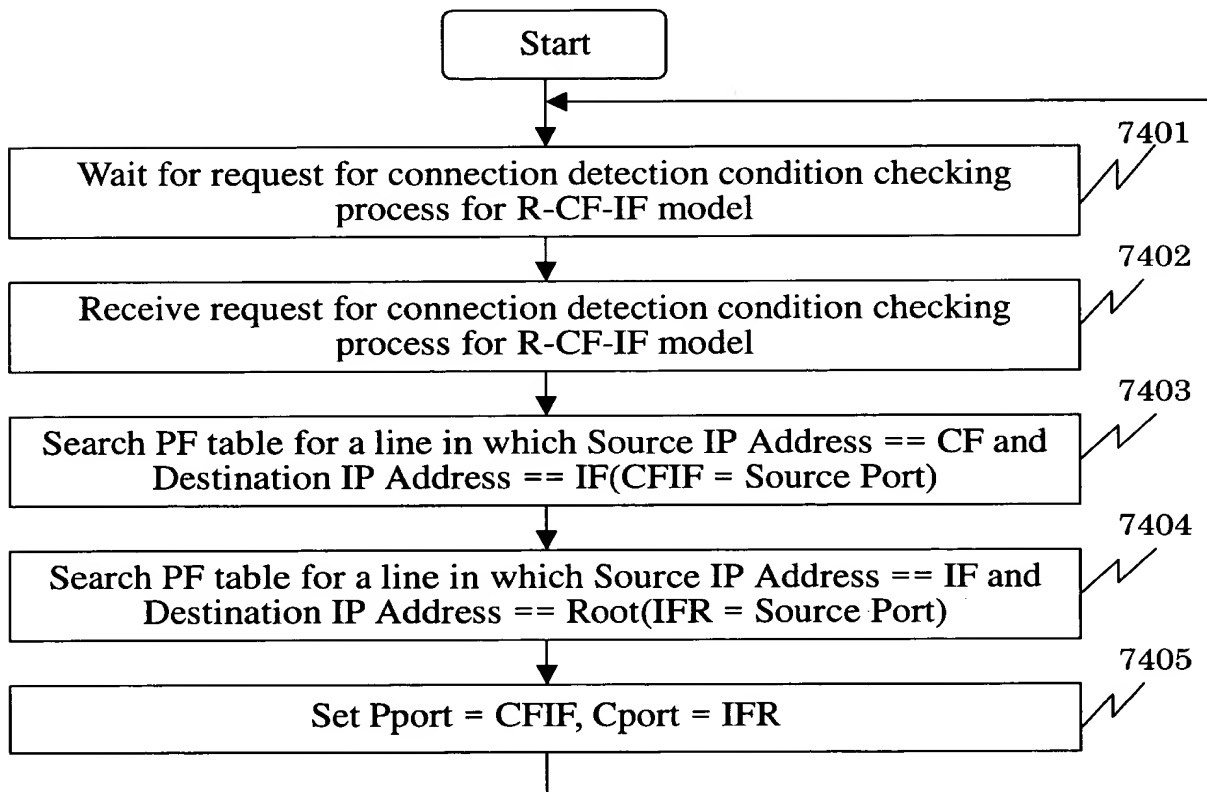 Start
7401
Wait for request for connection detection condition checking
process for R-CF-IF model
7402
Receive request for connection detection condition checking
process for R-CF-IF model
7403
Search PF table for a line in which Source IP Address == CF and
Destination IP Address == IF(CFIF = Source Port)
7404
Search PF table for a line in which Source IP Address == IF and
Destination IP Address == Root(IFR = Source Port)
7405
Set Pport = CFIF, Cport = IFR